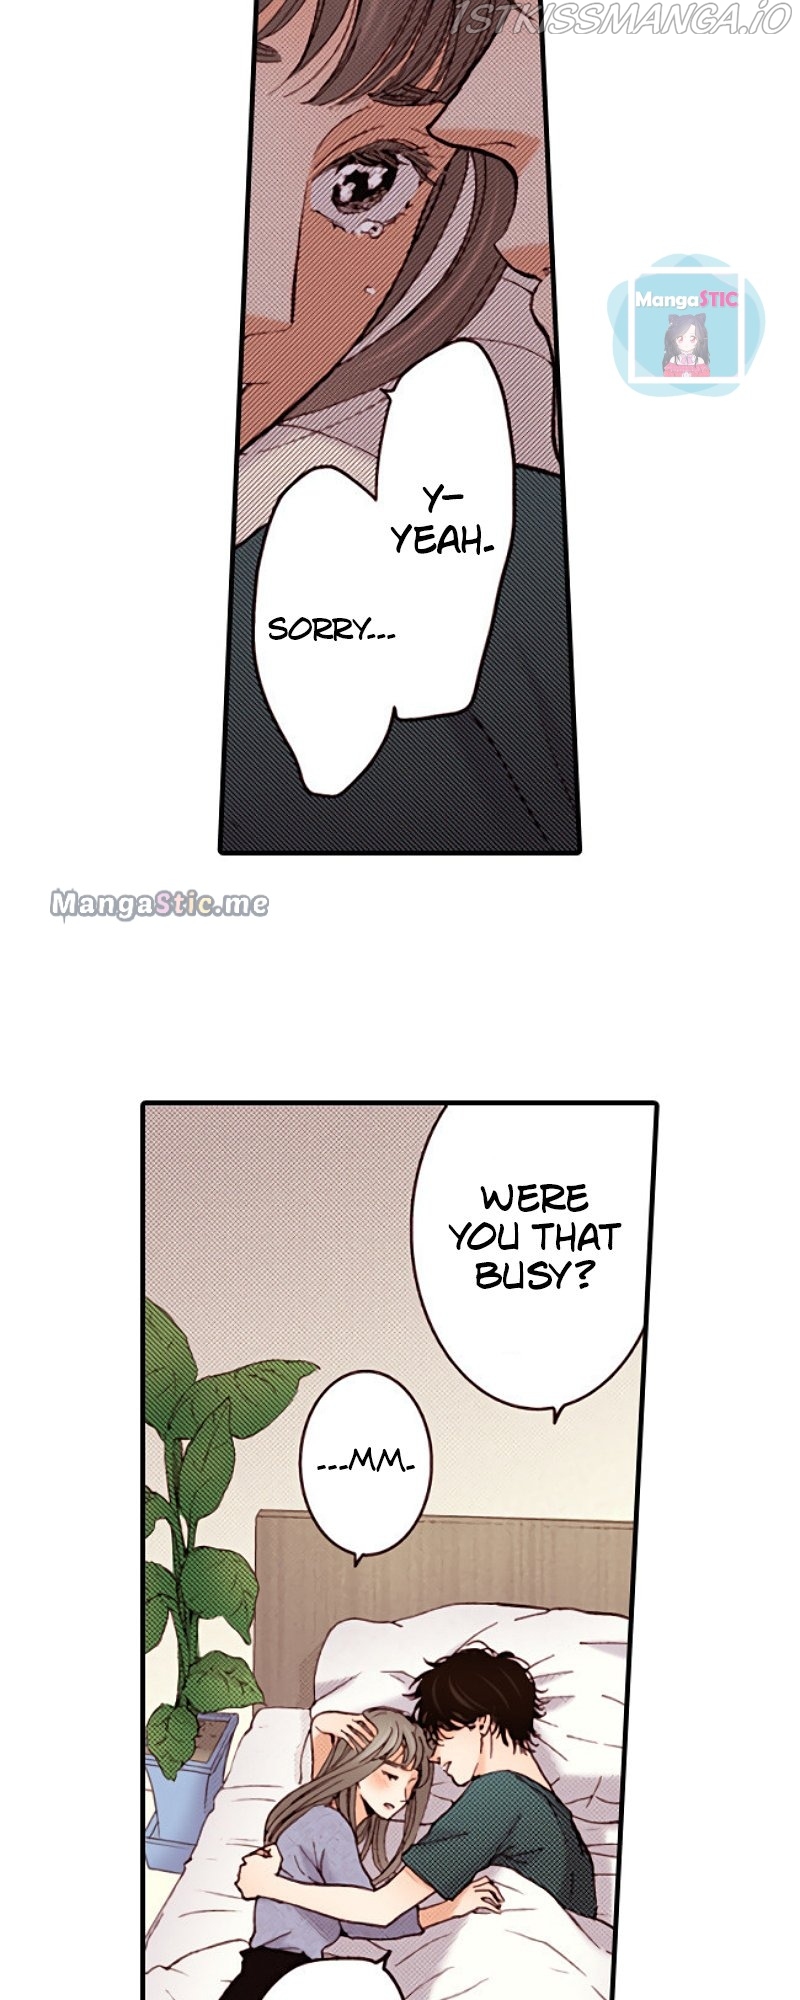 1STKISSMANGA.IO
MangaSTIC
Y-
YEAH.
SORRY...
MangaStic.me
WERE
YOU THAT
BUSY?
...MM.